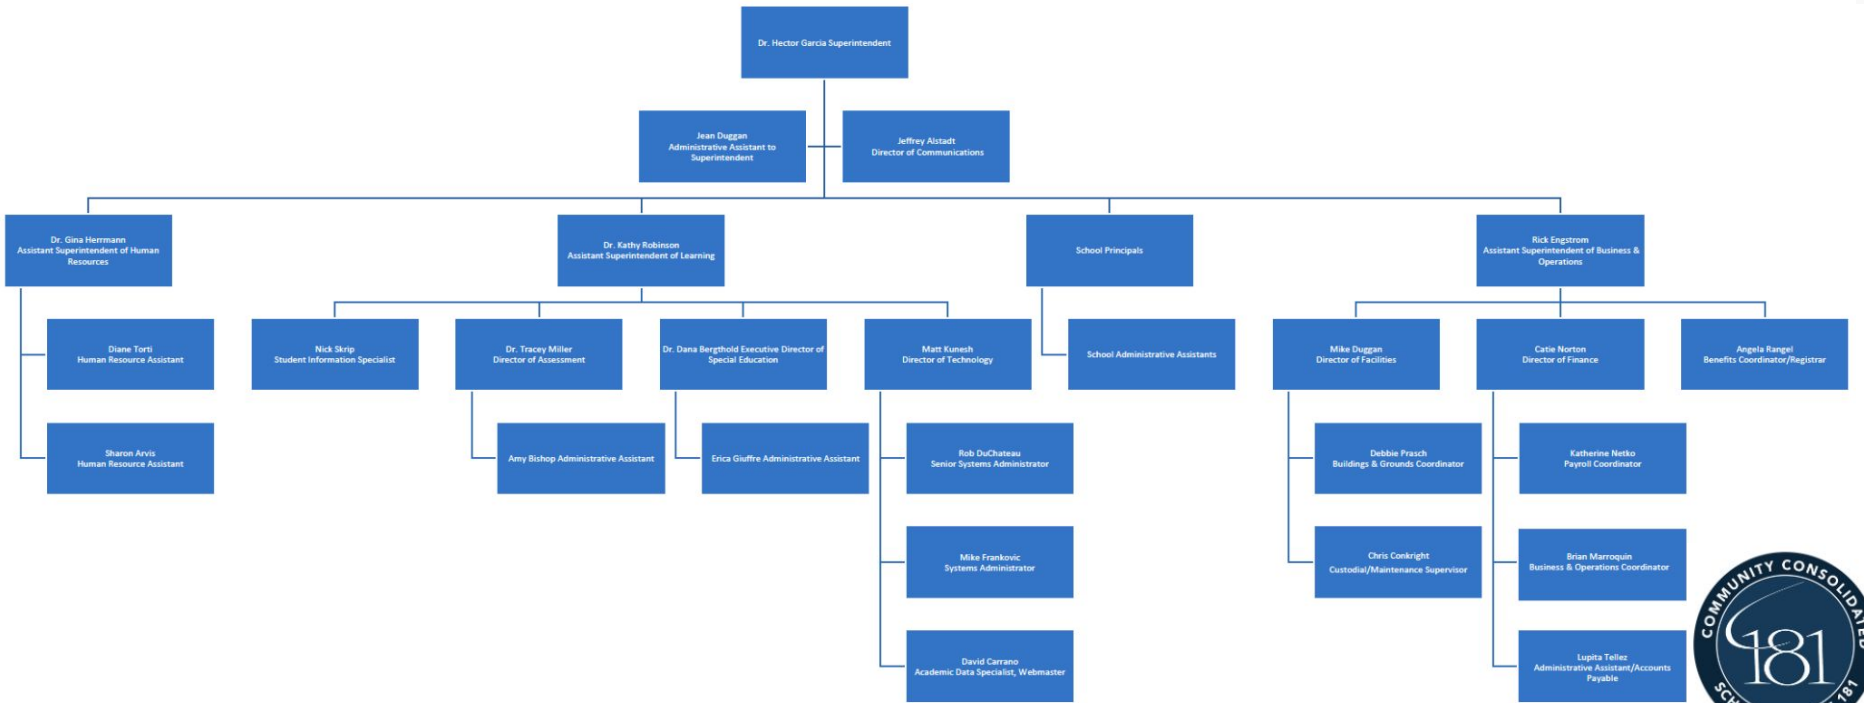 Dr. Hector Garcia Superintendent
Jean Duggan
Administrative Assistant to
Superintendent
Jeffrey Alstadt
Director of Communications
Dr. Gina Herrmann
Assistant Superintendent of Human
Resources
Dr. Kathy Robinson
Assistant Superintendent of Learning
School Principals
Rick Engstrom
Assistant Superintendent of Business &
Operations
Diane Torti
Human Resource Assistant
Nick Skrip
Student Information Specialist
Dr. Tracey Miller
Director of Assessment
Dr. Dana Bergthold Executive Director of
Special Education
Matt Kunesh
Director of Technology
School Administrative Assistants
Mike Duggan
Director of Facilities
Catie Norton
Director of Finance
Angela Rangel
Benefits Coordinator/Registrar
Sharon Arvis
Human Resource Assistant
Amy Bishop Administrative Assistant
Erica Giuffre Administrative Assistant
Rob DuChateau
Senior Systems Administrator
Debbie Prasch
Buildings & Grounds Coordinator
Katherine Netko
Payroll Coordinator
Mike Frankovic
Systems Administrator
Chris Conkright
Custodial/Maintenance Supervisor
Brian Marroquin
Business & Operations Coordinator
David Carrano
Academic Data Specialist, Webmaster
Lupita Tellez
Administrative Assistant/Accounts
Payable
COMMUNITY CONSOLIDATED
181
181